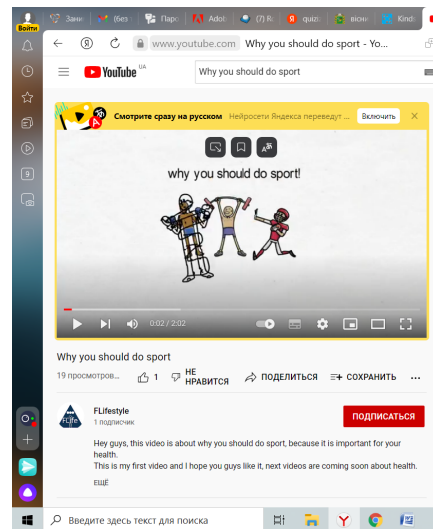 Войти
Зани
(без
Паро
Adob
(7) Re
quiz
вісн
Kinds
www.youtube.com Why you should do sport - Yo...
YouTube UA
Why you should do sport
Смотрите сразу на русском Нейросети Яндекса переведут ... Включить
why you should do sport!
0:02 / 2:02
Why you should do sport
19 просмотров...
1
НЕ НРАВИТСЯ
ПОДЕЛИТЬСЯ
СОХРАНИТЬ
...
FLife
FLifestyle
1 подписчик
ПОДПИСАТЬСЯ
Hey guys, this video is about why you should do sport, because it is important for your
health.
This is my first video and I hope you guys like it, next videos are coming soon about health.
ЕЩЁ
9
Введите здесь текст для поиска